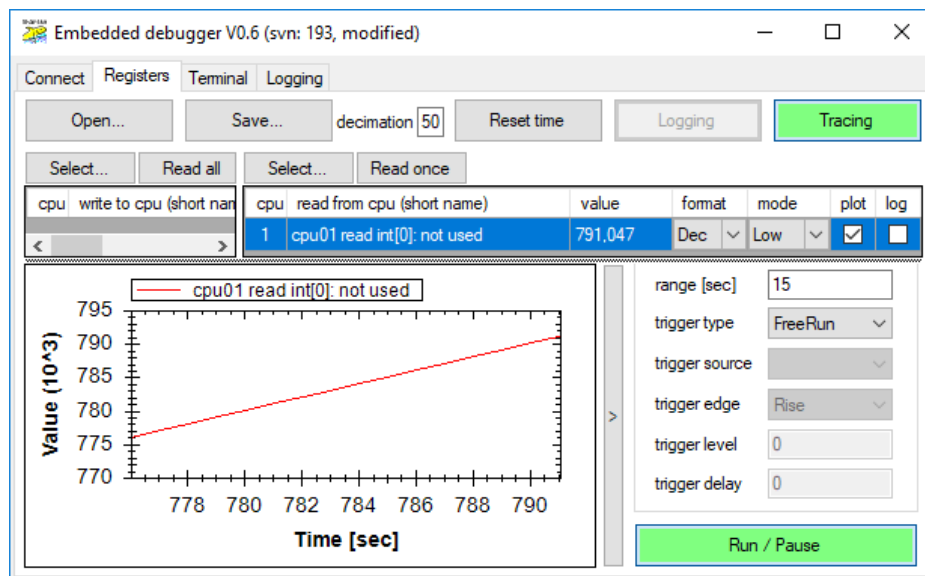 Embedded debugger V0.6 (svn: 193, modified)
Connect Registers Terminal Logging
Open... Save... decimation 50 Reset time Logging Tracing
Select... Read all Select... Read once
cpu write to cpu (short nam cpu read from cpu (short name) value format mode plot log
1 cpu01 read int[0]: not used 791,047 Dec Low
cpu01 read int[0]: not used
795
790
785
780
775
770
Value (10^3)
778 780 782 784 786 788 790
Time [sec]
>
range [sec] 15
trigger type FreeRun
trigger source
trigger edge Rise
trigger level 0
trigger delay 0
Run / Pause